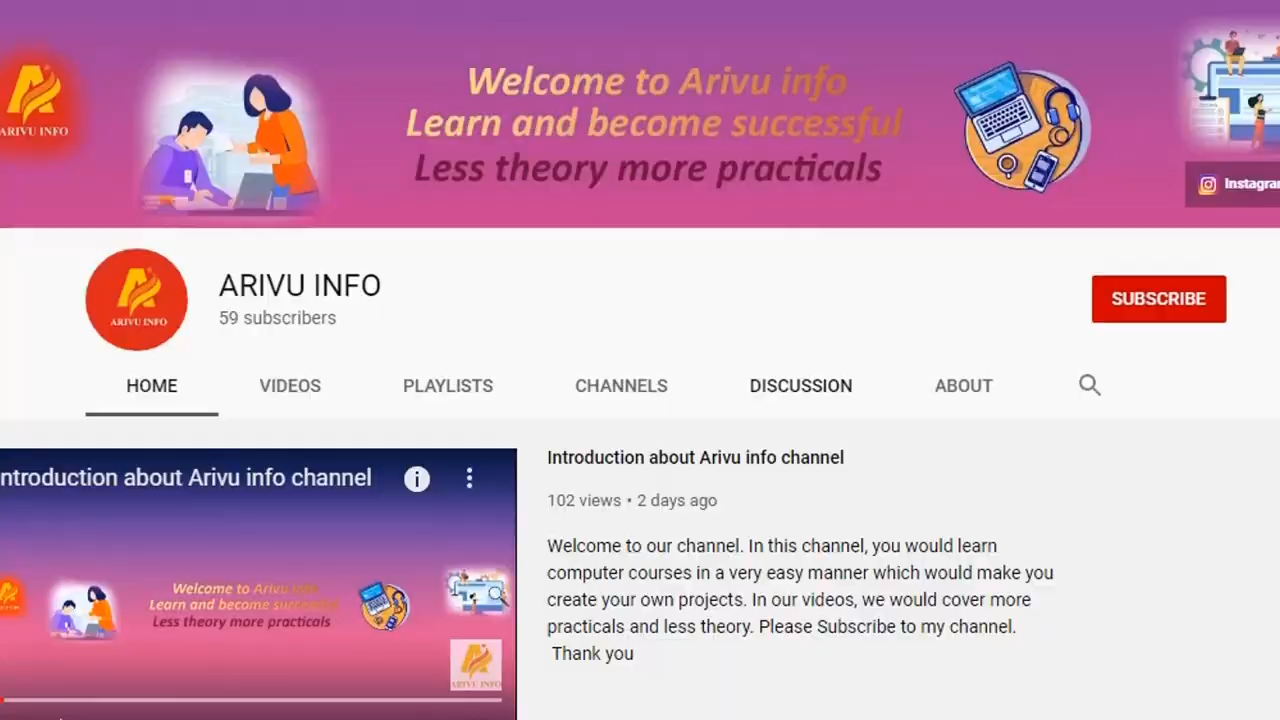 Welcome to Arivu info
Learn and become successful
Less theory more practicals
ARIVU INFO
Instagra
ARIVU INFO
59 subscribers
ARIVU INFO
SUBSCRIBE
HOME VIDEOS PLAYLISTS CHANNELS DISCUSSION ABOUT
ntroduction about Arivu info channel
Introduction about Arivu info channel
102 views • 2 days ago
Welcome to our channel. In this channel, you would learn
computer courses in a very easy manner which would make you
create your own projects. In our videos, we would cover more
practicals and less theory. Please Subscribe to my channel.
Thank you
Welcome to Arivu info
Learn and become successful
Less theory more practicals
ARIVU INFO